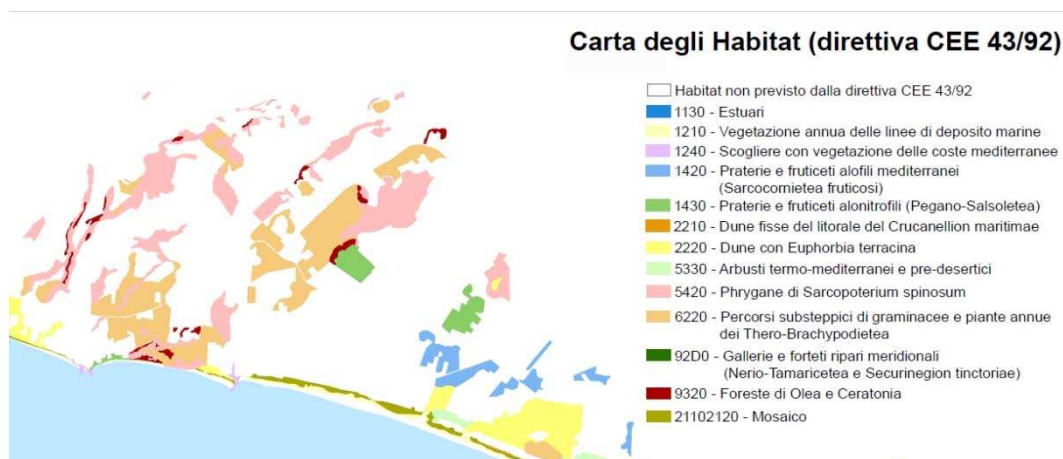 Carta degli Habitat (direttiva CEE 43/92)
Habitat non previsto dalla direttiva CEE 43/92
1130 - Estuari
1210 - Vegetazione annua delle linee di deposito marine
1240 - Scogliere con vegetazione delle coste mediterranee
1420 - Praterie e fruticeti alofili mediterranei
(Sarcocornietea fruticosi)
1430 - Praterie e fruticeti alonitrofili (Pegano-Salsoletea)
2210 - Dune fisse del litorale del Crucanellion maritimae
2220 - Dune con Euphorbia terracina
5330 - Arbusti termo-mediterranei e pre-desertici
5420 - Phrygane di Sarcopoterium spinosum
6220 - Percorsi substeppici di graminacee e piante annue
dei Thero-Brachypodietea
92D0 - Gallerie e forteti ripari meridionali
(Nerio-Tamaricetea e Securinegion tinctoriae)
9320 - Foreste di Olea e Ceratonia
21102120 - Mosaico